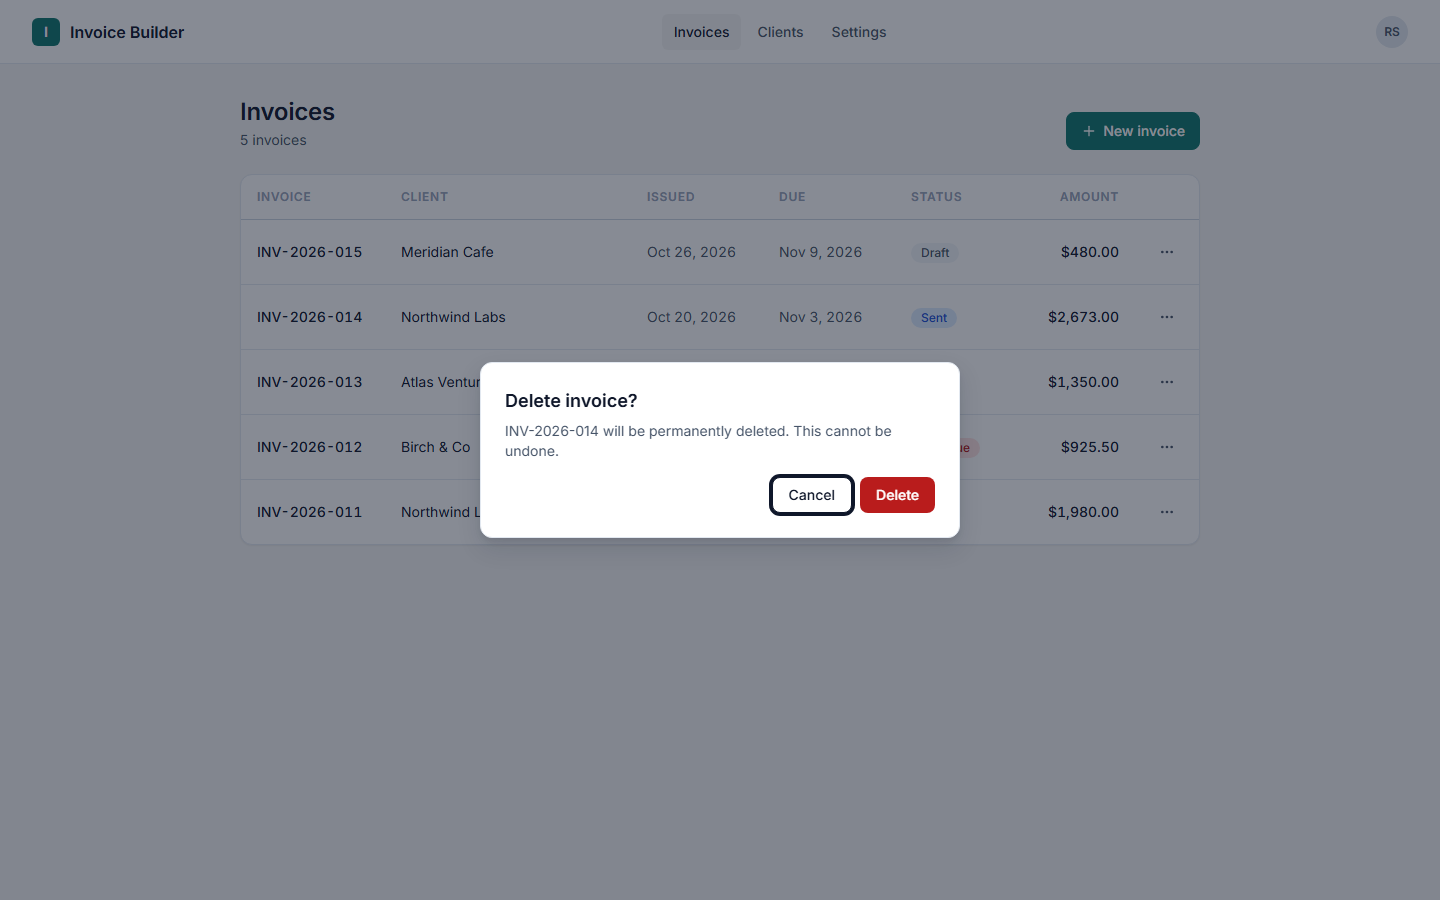 I Invoice Builder
Invoices Clients Settings
RS
Invoices
5 invoices
+ New invoice
INVOICE CLIENT ISSUED DUE STATUS AMOUNT
INV-2026-015 Meridian Cafe Oct 26, 2026 Nov 9, 2026 Draft $480.00 ...
INV-2026-014 Northwind Labs Oct 20, 2026 Nov 3, 2026 Sent $2,673.00 ...
INV-2026-013 Atlas $1,350.00 ...
INV-2026-012 Birch & Co $925.50 ...
INV-2026-011 Northwind $1,980.00 ...
Delete invoice?
INV-2026-014 will be permanently deleted. This cannot be
undone.
Cancel Delete